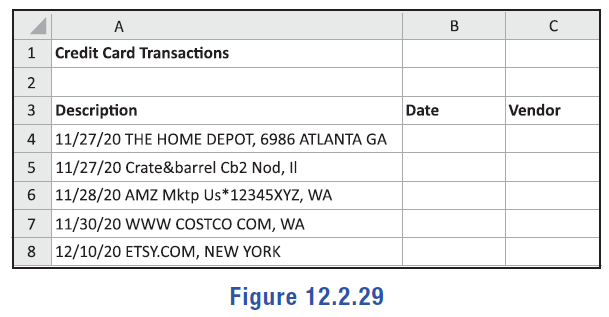 A B C
1 Credit Card Transactions
2
3 Description Date Vendor
4 11/27/20 THE HOME DEPOT, 6986 ATLANTA GA
5 11/27/20 Crate&barrel Cb2 Nod, Il
6 11/28/20 AMZ Mktp Us*12345XYZ, WA
7 11/30/20 WWW COSTCO COM, WA
8 12/10/20 ETSY.COM, NEW YORK
Figure 12.2.29